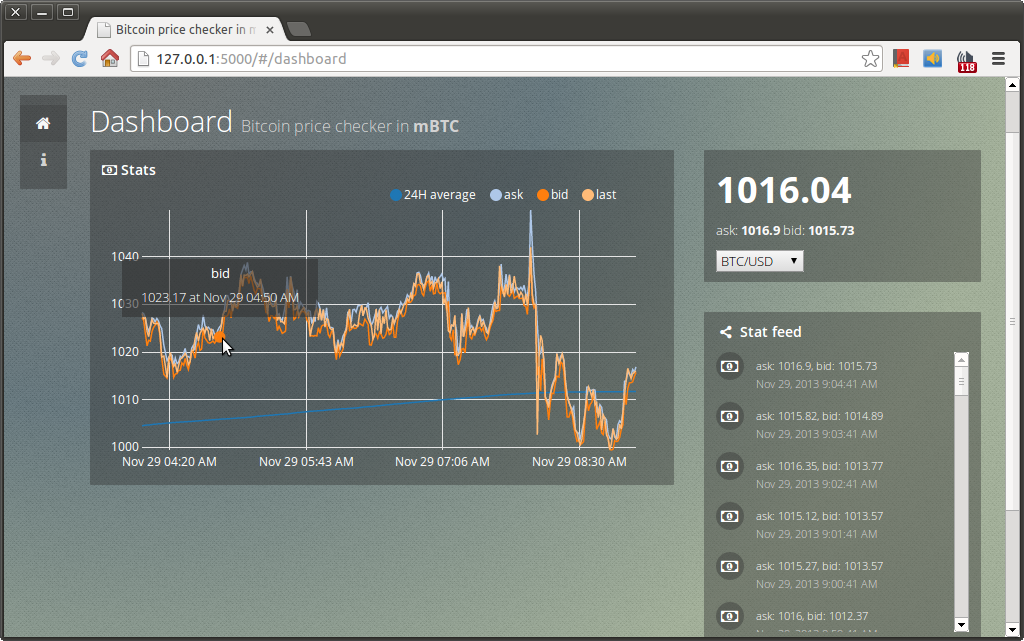 Bitcoin price checker in m
127.0.0.1:5000/#/dashboard
118
Dashboard Bitcoin price checker in mBTC
Stats
24H average ask bid last
1040
1030
1020
1010
1000
bid
1023.17 at Nov 29 04:50 AM
Nov 29 04:20 AM Nov 29 05:43 AM Nov 29 07:06 AM Nov 29 08:30 AM
1016.04
ask: 1016.9 bid: 1015.73
BTC/USD
Stat feed
ask: 1016.9, bid: 1015.73
Nov 29, 2013 9:04:41 AM
ask: 1015.82, bid: 1014.89
Nov 29, 2013 9:03:41 AM
ask: 1016.35, bid: 1013.77
Nov 29, 2013 9:02:41 AM
ask: 1015.12, bid: 1013.57
Nov 29, 2013 9:01:41 AM
ask: 1015.27, bid: 1013.57
Nov 29, 2013 9:00:41 AM
ask: 1016, bid: 1012.37